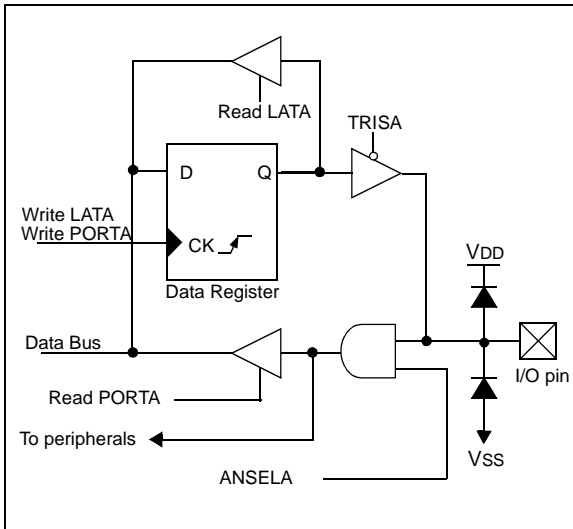 Read LATA
TRISA
D
Q
Write LATA
Write PORTA
CK
VDD
Data Register
Data Bus
I/O pin
Read PORTA
To peripherals
VSS
ANSELA